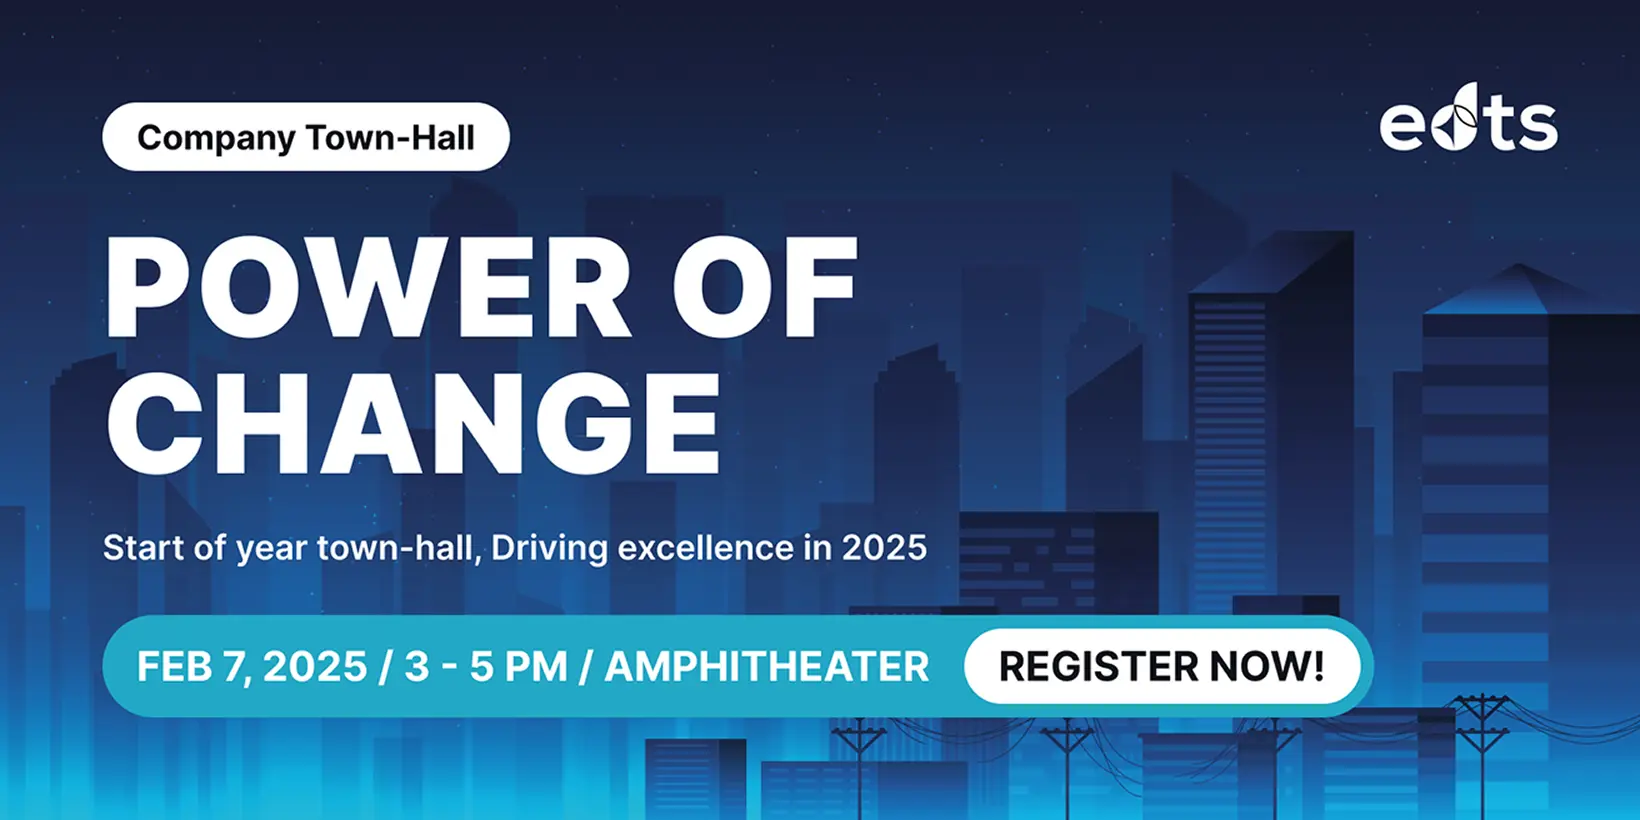 Company Town-Hall
edts
POWER OF
CHANGE
Start of year town-hall, Driving excellence in 2025
FEB 7, 2025 / 3 - 5 PM / AMPHITHEATER
REGISTER NOW!